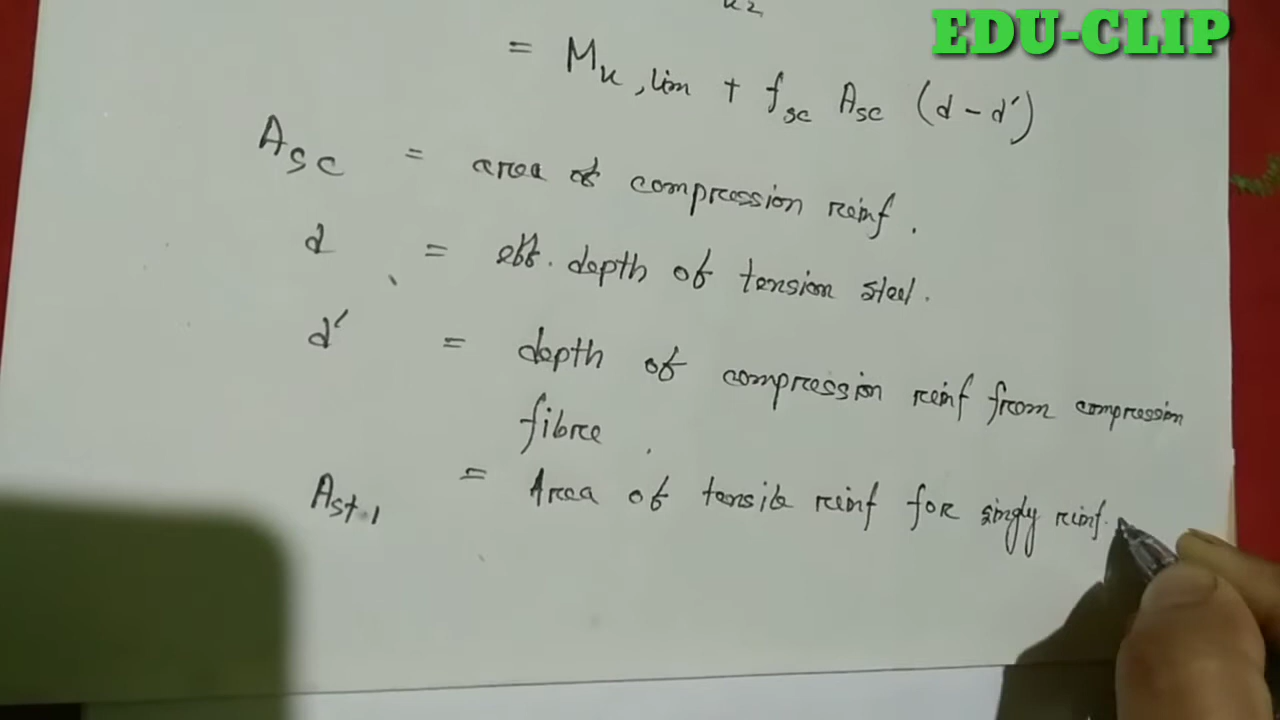 EDU-CLIP
u2
= Mu,lim + fsc Asc (d - d')
Asc = area of compression reinf.
d = eff. depth of tension steel.
d' = depth of compression reinf from compression
fibre.
Ast1 = Area of tensile reinf for singly reinf.